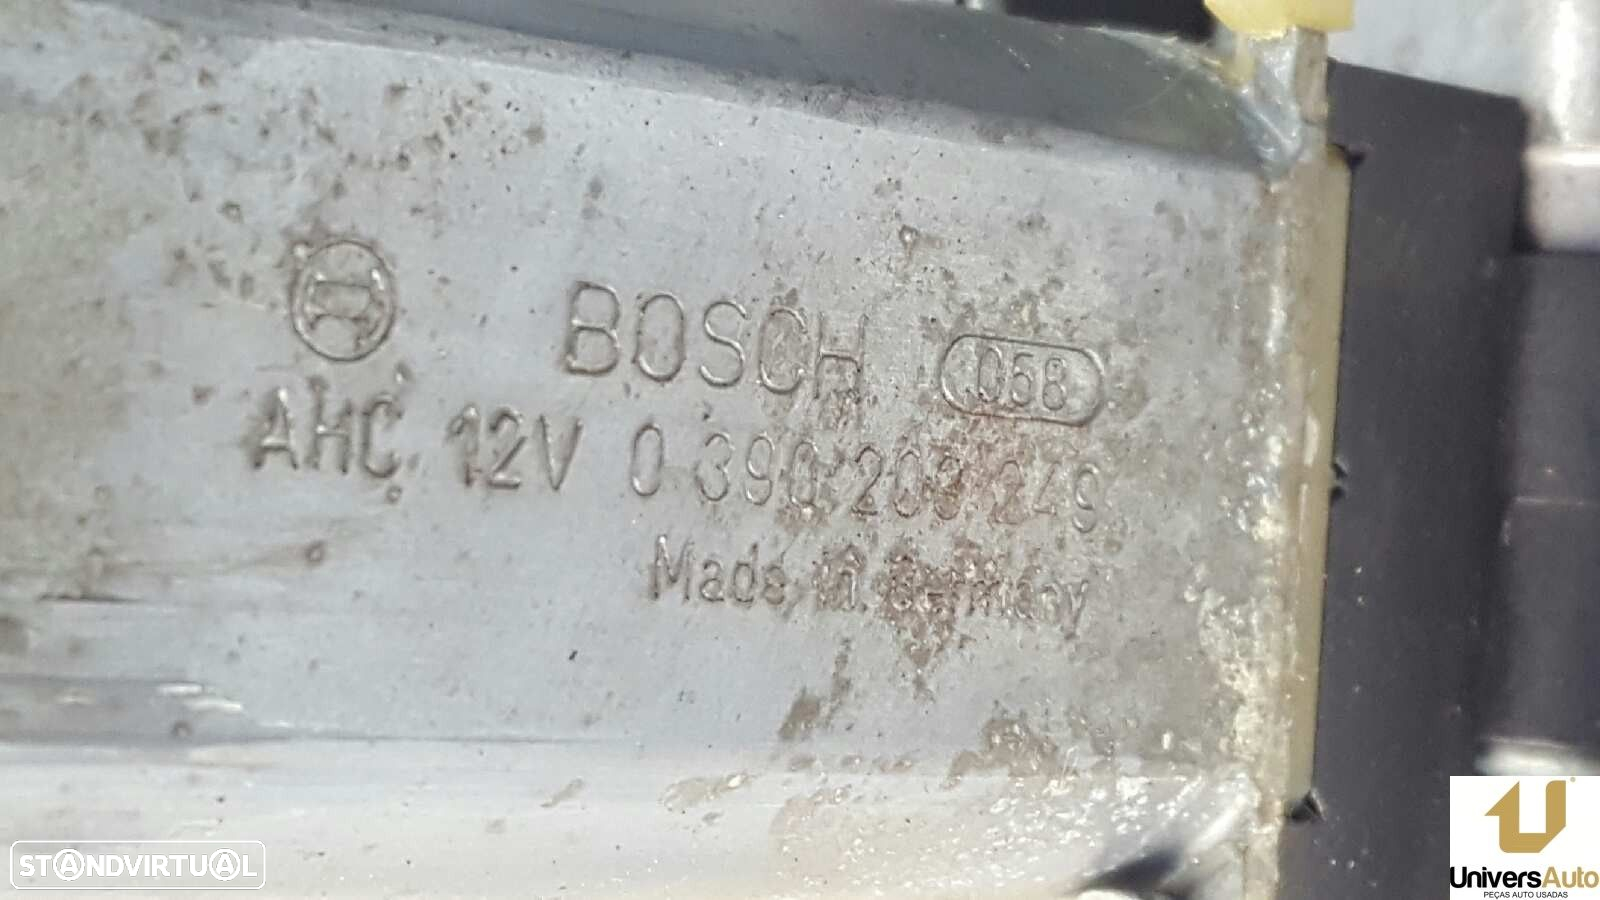 BOSCH 058
AHC 12V 0 390 203 249
Made in Germany
STANDVIRTUAL
UniversAuto
PEÇAS AUTO USADAS